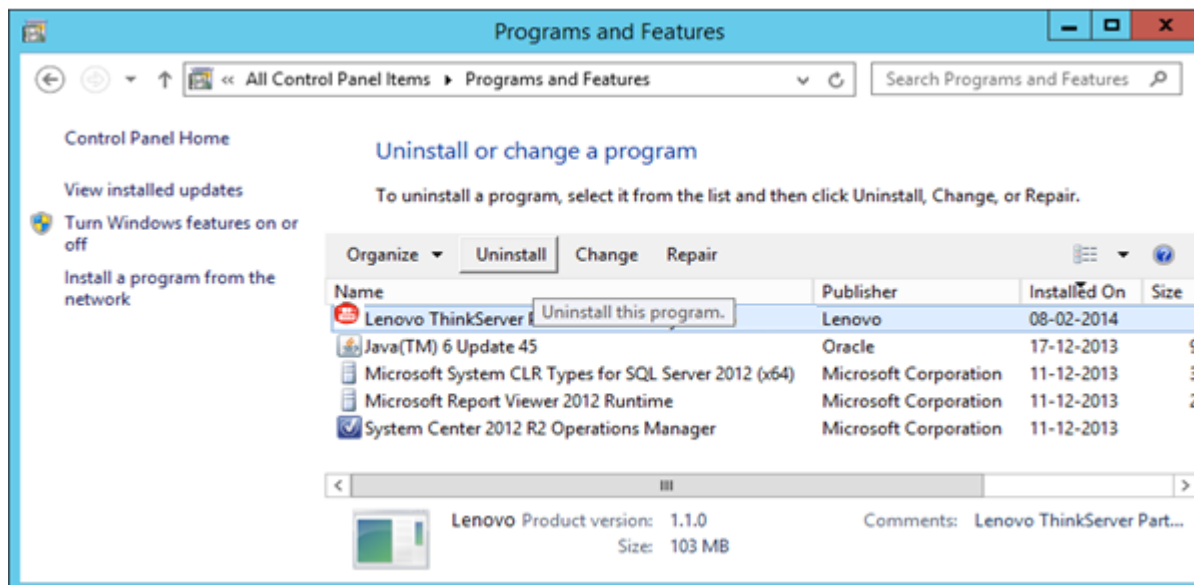 Programs and Features
« All Control Panel Items ▸ Programs and Features
Search Programs and Features
Control Panel Home
View installed updates
Turn Windows features on or
off
Install a program from the
network
Uninstall or change a program
To uninstall a program, select it from the list and then click Uninstall, Change, or Repair.
Organize Uninstall Change Repair
Name Publisher Installed On Size
Lenovo ThinkServer Lenovo 08-02-2014
Uninstall this program.
Java(TM) 6 Update 45 Oracle 17-12-2013
Microsoft System CLR Types for SQL Server 2012 (x64) Microsoft Corporation 11-12-2013
Microsoft Report Viewer 2012 Runtime Microsoft Corporation 11-12-2013
System Center 2012 R2 Operations Manager Microsoft Corporation 11-12-2013
Lenovo Product version: 1.1.0 Comments: Lenovo ThinkServer Part...
Size: 103 MB